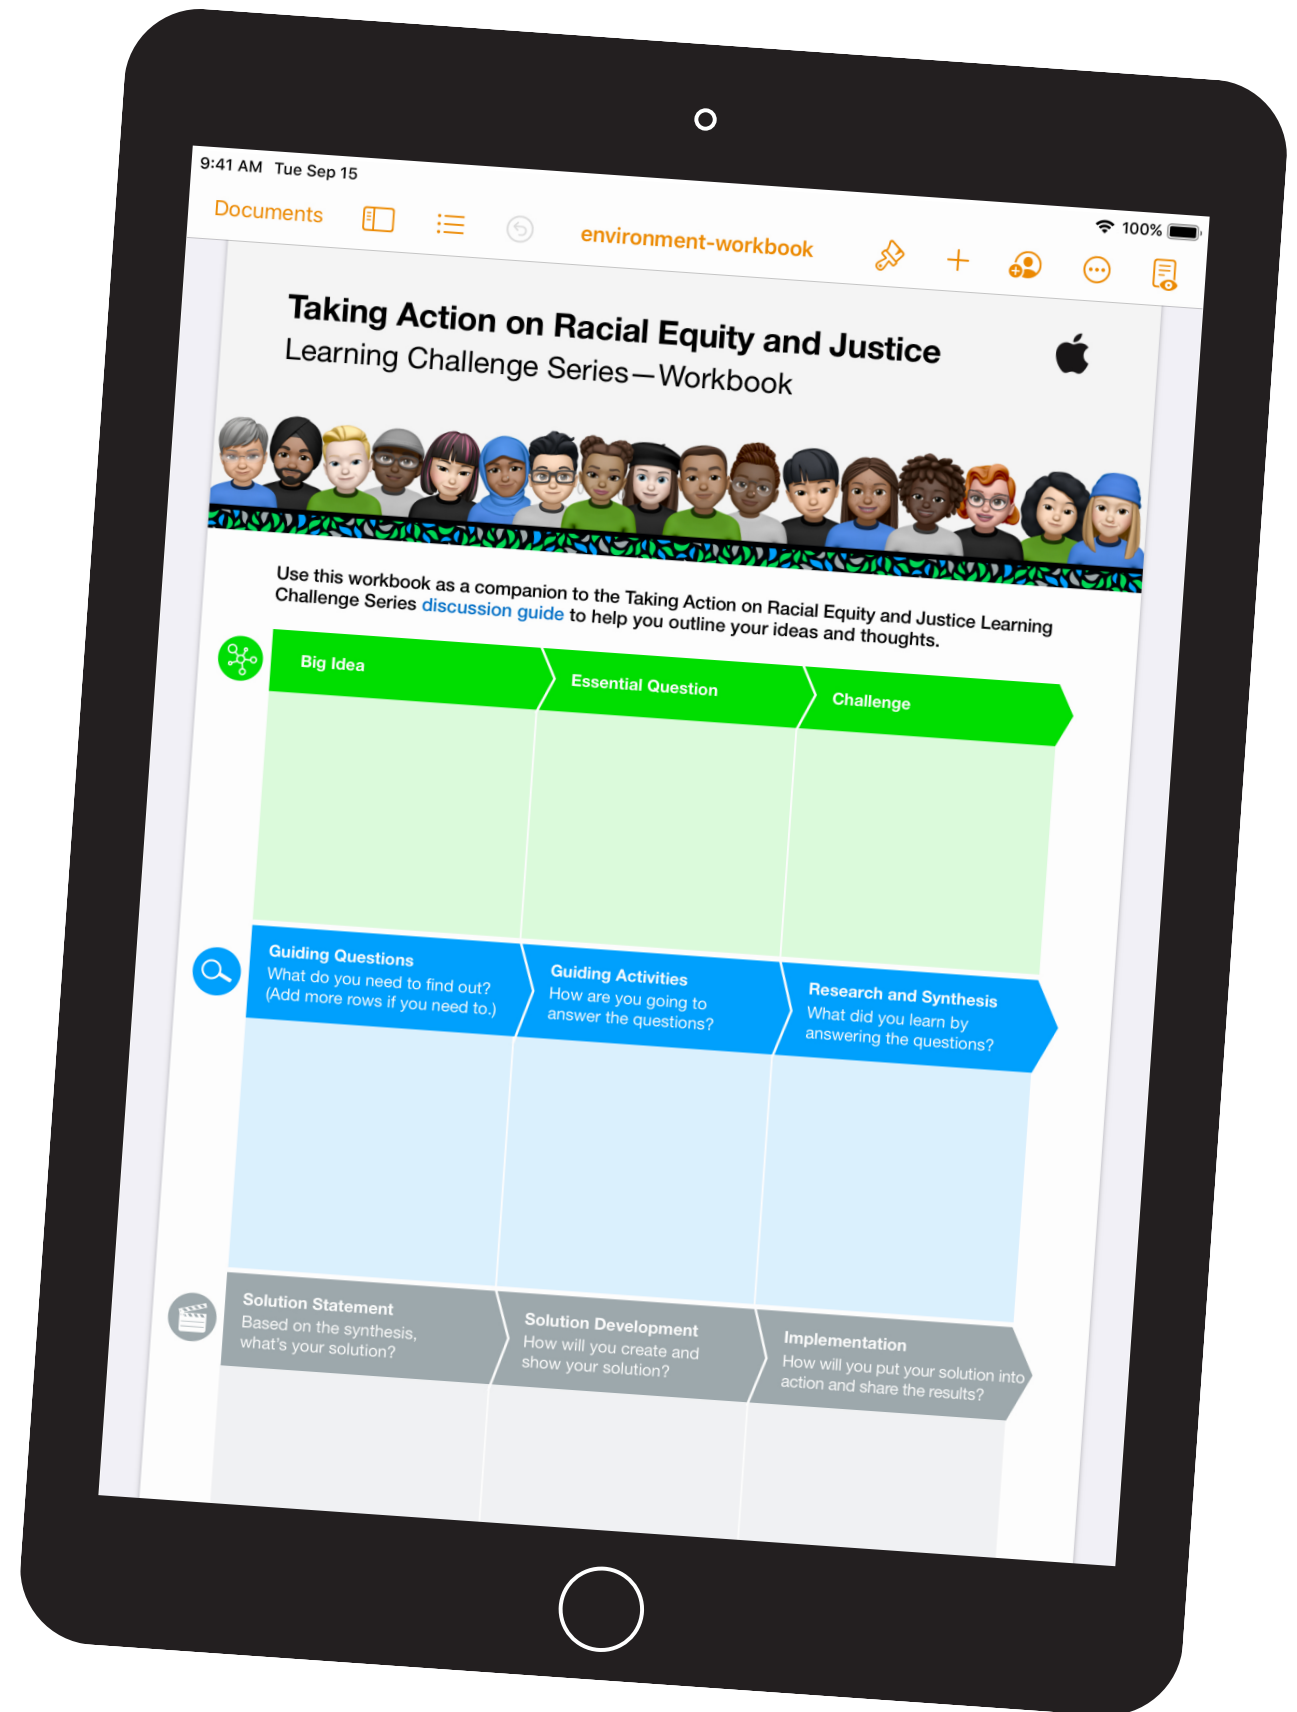 9:41 AM Tue Sep 15
100%
Documents
environment-workbook
Taking Action on Racial Equity and Justice
Learning Challenge Series—Workbook
Use this workbook as a companion to the Taking Action on Racial Equity and Justice Learning
Challenge Series discussion guide to help you outline your ideas and thoughts.
Big Idea
Essential Question
Challenge
Guiding Questions
What do you need to find out?
(Add more rows if you need to.)
Guiding Activities
How are you going to
answer the questions?
Research and Synthesis
What did you learn by
answering the questions?
Solution Statement
Based on the synthesis,
what's your solution?
Solution Development
How will you create and
show your solution?
Implementation
How will you put your solution into
action and share the results?